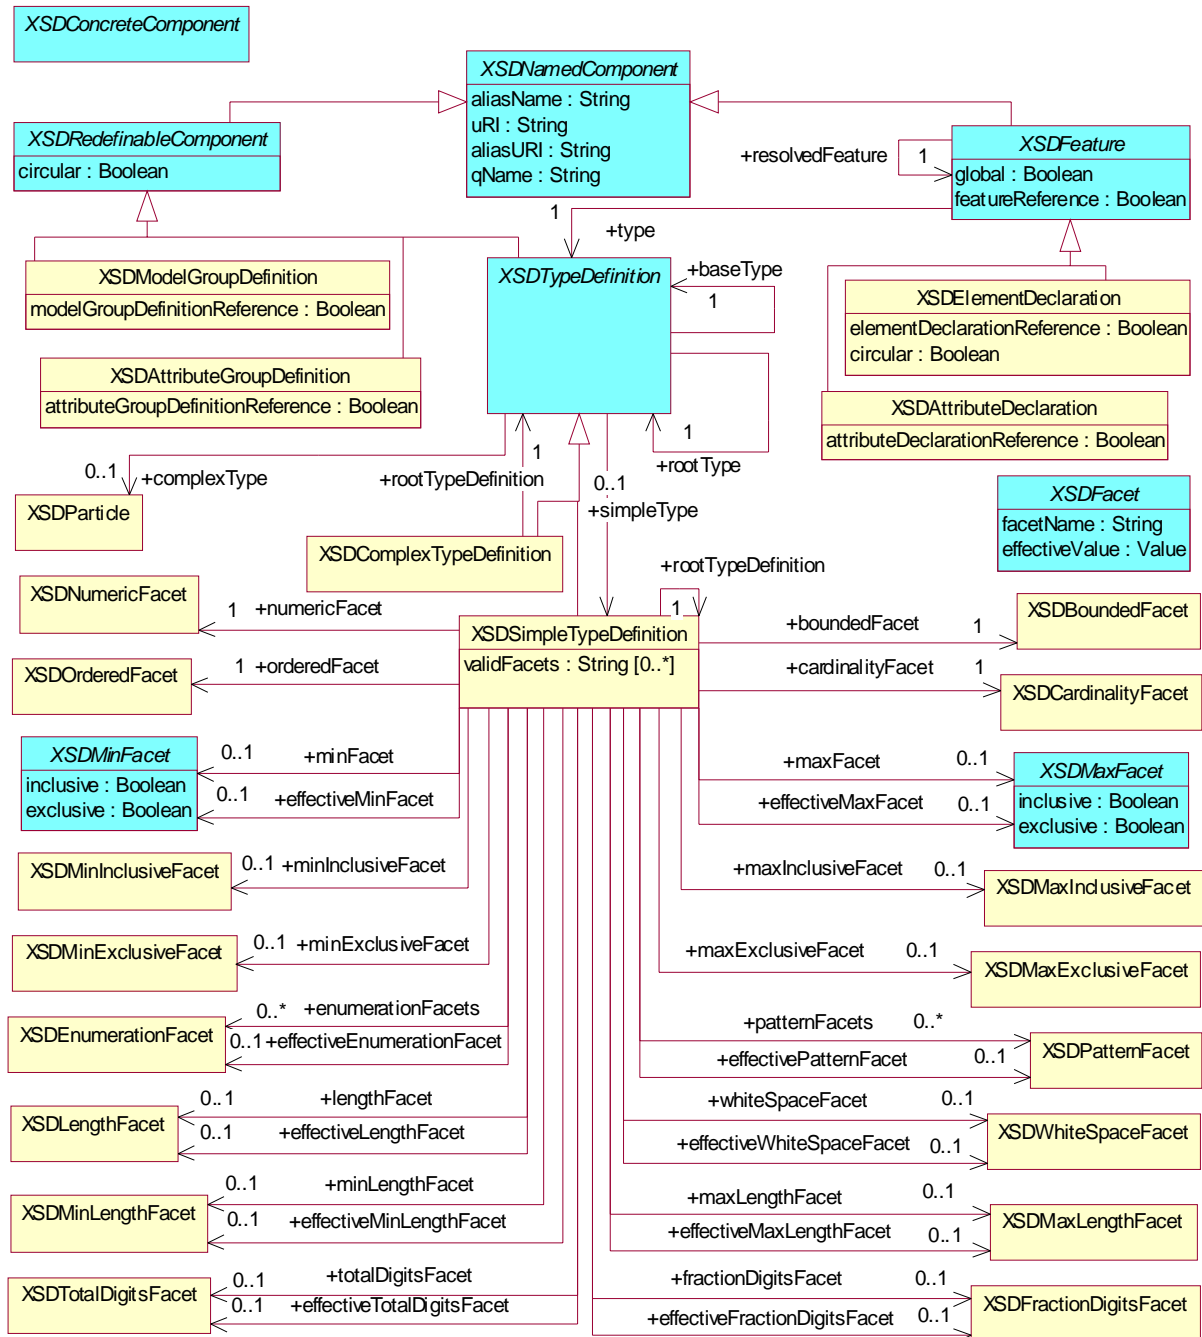 XSDConcreteComponent
XSDNamedComponent
aliasName : String
uRI : String
aliasURI : String
qName : String
XSDRedefinableComponent
circular : Boolean
XSDFeature
global : Boolean
featureReference : Boolean
+resolvedFeature
1
1
+type
XSDTypeDefinition
+baseType
1
XSDModelGroupDefinition
modelGroupDefinitionReference : Boolean
XSDElementDeclaration
elementDeclarationReference : Boolean
circular : Boolean
XSDAttributeGroupDefinition
attributeGroupDefinitionReference : Boolean
XSDAttributeDeclaration
attributeDeclarationReference : Boolean
1
+rootType
0..1
+complexType
+rootTypeDefinition
1
0..1
+simpleType
XSDParticle
XSDComplexTypeDefinition
XSDFacet
facetName : String
effectiveValue : Value
+rootTypeDefinition
1
XSDNumericFacet
1
+numericFacet
XSDSimpleTypeDefinition
validFacets : String [0..*]
+boundedFacet
1
XSDBoundedFacet
XSDOrderedFacet
1
+orderedFacet
+cardinalityFacet
1
XSDCardinalityFacet
XSDMinFacet
inclusive : Boolean
exclusive : Boolean
0..1
+minFacet
0..1
+effectiveMinFacet
+maxFacet
0..1
+effectiveMaxFacet
0..1
XSDMaxFacet
inclusive : Boolean
exclusive : Boolean
XSDMinInclusiveFacet
0..1
+minInclusiveFacet
+maxInclusiveFacet
0..1
XSDMaxInclusiveFacet
XSDMinExclusiveFacet
0..1
+minExclusiveFacet
+maxExclusiveFacet
0..1
XSDMaxExclusiveFacet
XSDEnumerationFacet
0..*
+enumerationFacets
0..1
+effectiveEnumerationFacet
+patternFacets
0..*
+effectivePatternFacet
0..1
XSDPatternFacet
XSDLengthFacet
0..1
+lengthFacet
0..1
+effectiveLengthFacet
+whiteSpaceFacet
0..1
+effectiveWhiteSpaceFacet
0..1
XSDWhiteSpaceFacet
XSDMinLengthFacet
0..1
+minLengthFacet
0..1
+effectiveMinLengthFacet
+maxLengthFacet
0..1
+effectiveMaxLengthFacet
0..1
XSDMaxLengthFacet
XSDTotalDigitsFacet
0..1
+totalDigitsFacet
0..1
+effectiveTotalDigitsFacet
+fractionDigitsFacet
0..1
+effectiveFractionDigitsFacet
0..1
XSDFractionDigitsFacet